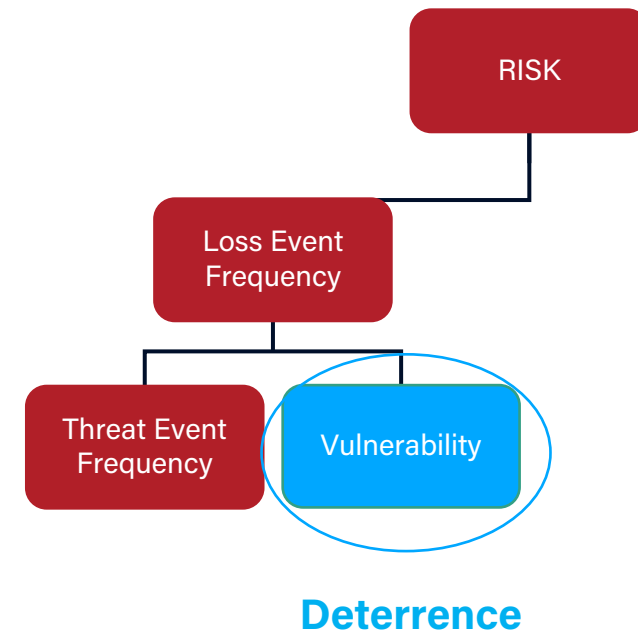 RISK
Loss Event
Frequency
Threat Event
Frequency
Vulnerability
Deterrence